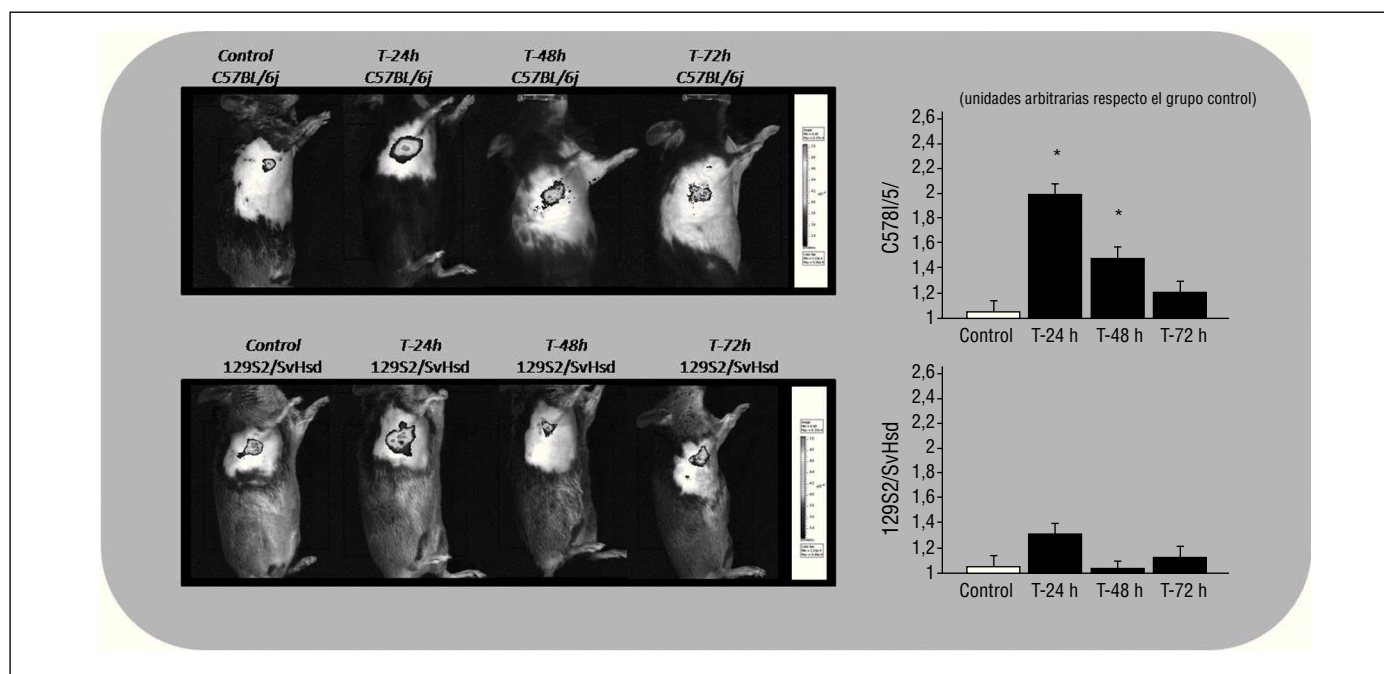 Control T-24h T-48h T-72h
C57BL/6j C57BL/6j C57BL/6j C57BL/6j
Control T-24h T-48h T-72h
129S2/SvHsd 129S2/SvHsd 129S2/SvHsd 129S2/SvHsd
(unidades arbitrarias respecto el grupo control)
C578I/5/
2,6
2,4
2,2
2
1,8
1,6
1,4
1,2
1
*
*
Control T-24 h T-48 h T-72 h
129S2/SvHsd
2,6
2,4
2,2
2
1,8
1,6
1,4
1,2
1
Control T-24 h T-48 h T-72 h